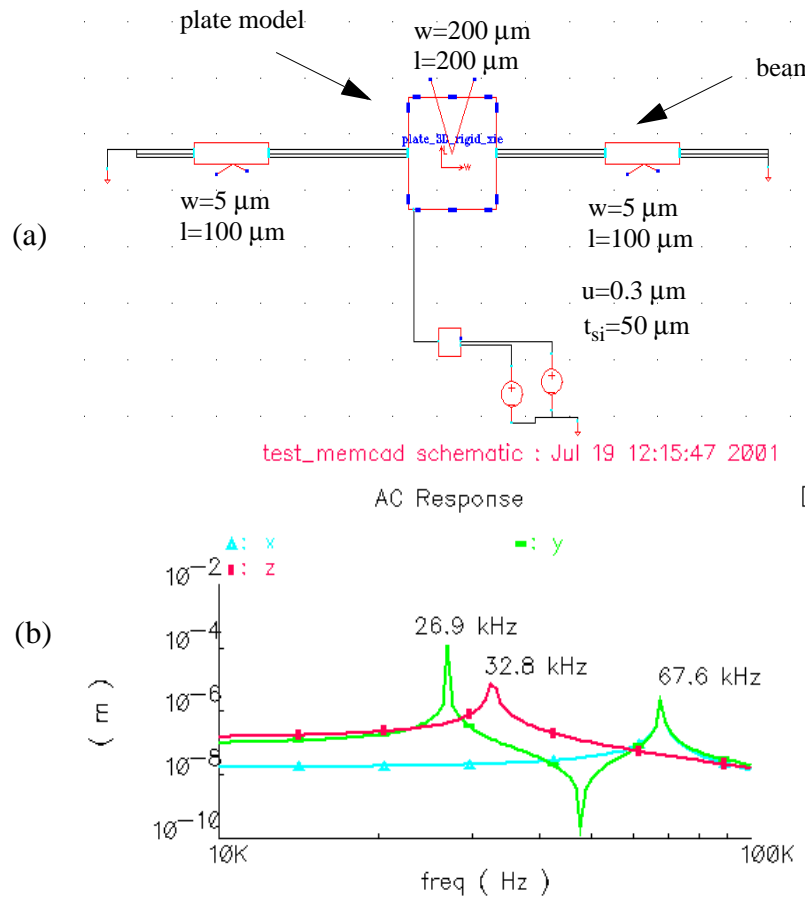 plate model
w=200 μm
l=200 μm
beam
plate_3D_rigid_xie
L
w
w=5 μm
l=100 μm
w=5 μm
l=100 μm
(a)
u=0.3 μm
tsi=50 μm
test_memcad schematic : Jul 19 12:15:47 2001
AC Response
x
y
z
10-2
(b)
26.9 kHz
10-4
32.8 kHz
67.6 kHz
( m )
10-6
10-8
10-10
10K
100K
freq ( Hz )